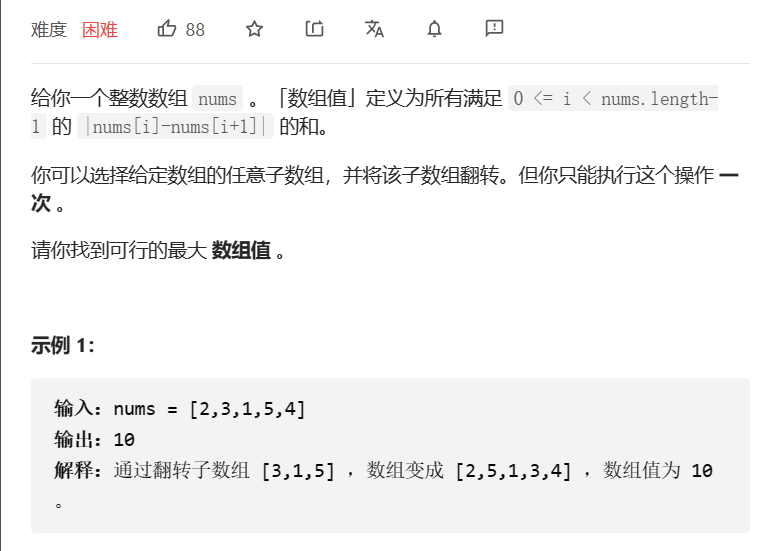 难度 困难 88
给你一个整数数组 nums 。「数组值」定义为所有满足 0 <= i < nums.length-
1 的 |nums[i]-nums[i+1]| 的和。
你可以选择给定数组的任意子数组，并将该子数组翻转。但你只能执行这个操作 一
次 。
请你找到可行的最大 数组值 。
示例 1：
输入：nums = [2,3,1,5,4]
输出：10
解释：通过翻转子数组 [3,1,5] ，数组变成 [2,5,1,3,4] ，数组值为 10
。